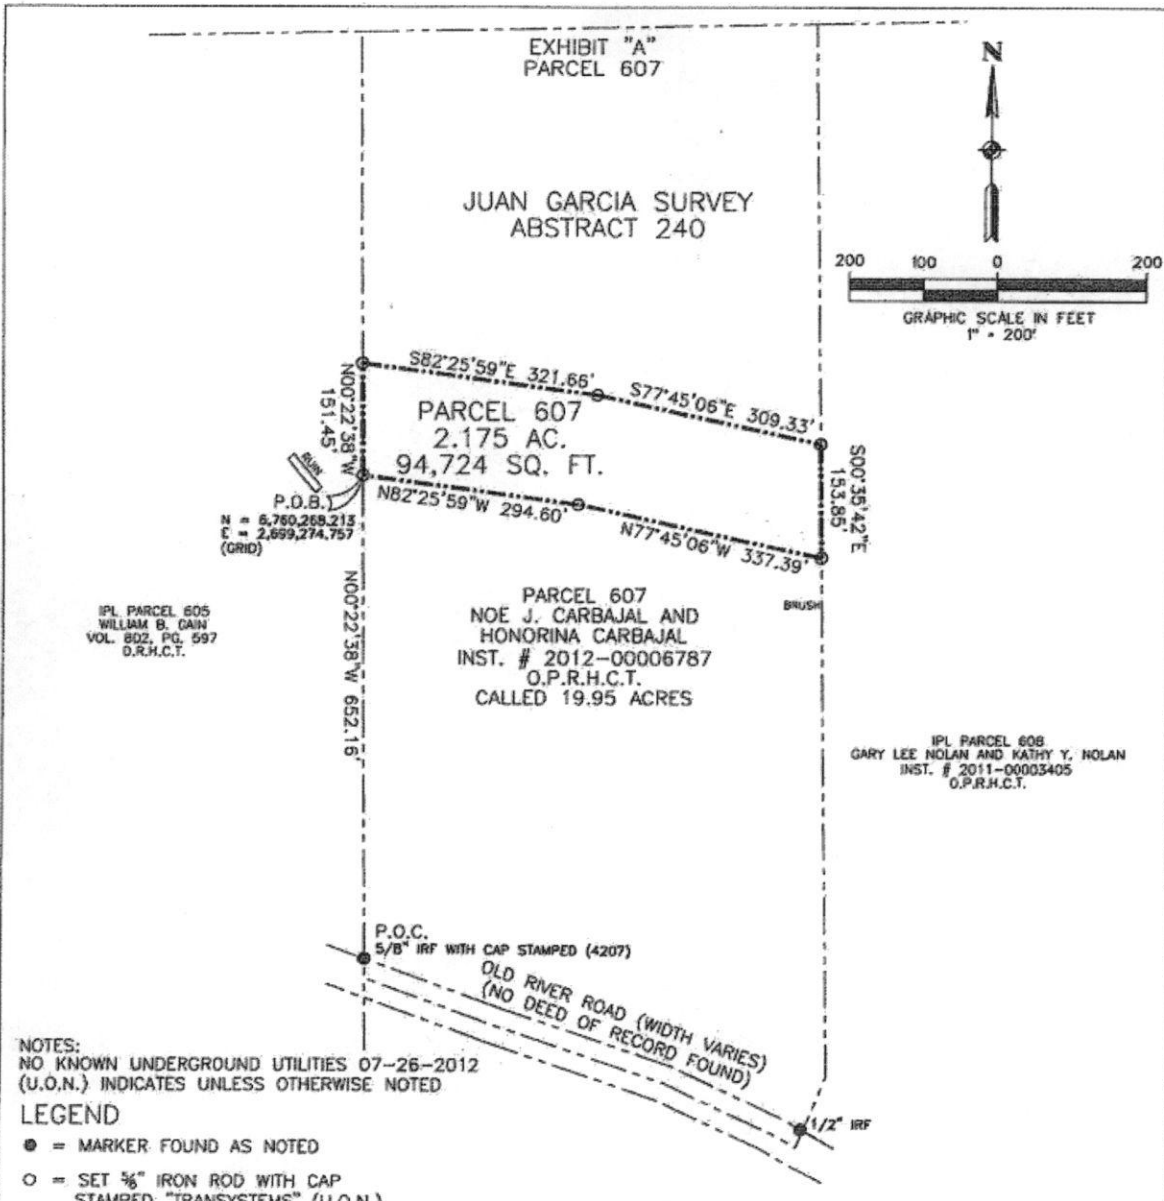 EXHIBIT "A"
PARCEL 607
N
JUAN GARCIA SURVEY
ABSTRACT 240
200 100 0 200
GRAPHIC SCALE IN FEET
1" = 200'
S82°25'59"E 321.66'
S77°45'06"E 309.33'
N00°22'38"W
151.45'
PARCEL 607
2.175 AC.
94,724 SQ. FT.
S00°35'42"E
153.85'
RUIN
P.O.B.
N = 6,760,268.213
E = 2,699,274.757
(GRID)
N82°25'59"W 294.60'
N77°45'06"W 337.39'
BRUSH
N00°22'38"W 652.16'
IPL PARCEL 605
WILLIAM B. CAIN
VOL. 802, PG. 597
D.R.H.C.T.
PARCEL 607
NOE J. CARBAJAL AND
HONORINA CARBAJAL
INST. # 2012-00006787
O.P.R.H.C.T.
CALLED 19.95 ACRES
IPL PARCEL 608
GARY LEE NOLAN AND KATHY Y. NOLAN
INST. # 2011-00003405
O.P.R.H.C.T.
P.O.C.
5/8" IRF WITH CAP STAMPED (4207)
OLD RIVER ROAD (WIDTH VARIES)
(NO DEED OF RECORD FOUND)
1/2" IRF
NOTES:
NO KNOWN UNDERGROUND UTILITIES 07-26-2012
(U.O.N.) INDICATES UNLESS OTHERWISE NOTED
LEGEND
● = MARKER FOUND AS NOTED
○ = SET 5/8" IRON ROD WITH CAP
STAMPED "TRANSYSTEMS" (U.O.N.)